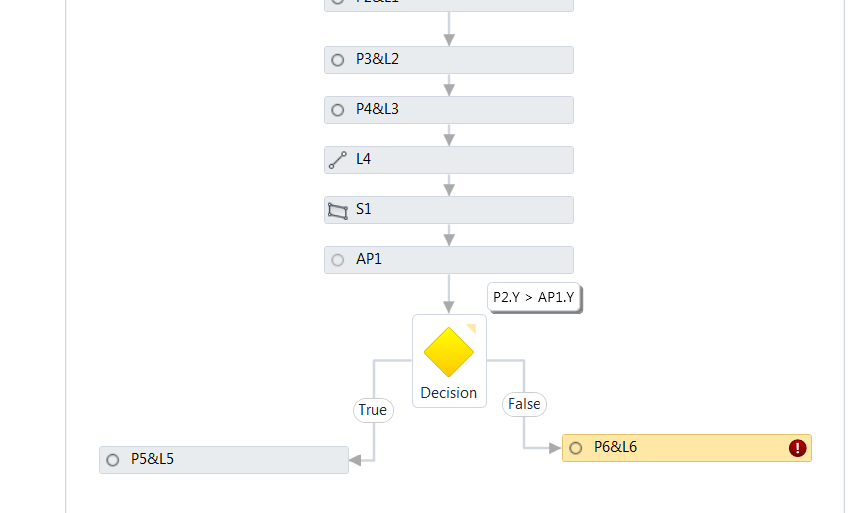 P3&L2
P4&L3
L4
S1
AP1
P2.Y > AP1.Y
Decision
True
False
P5&L5
P6&L6